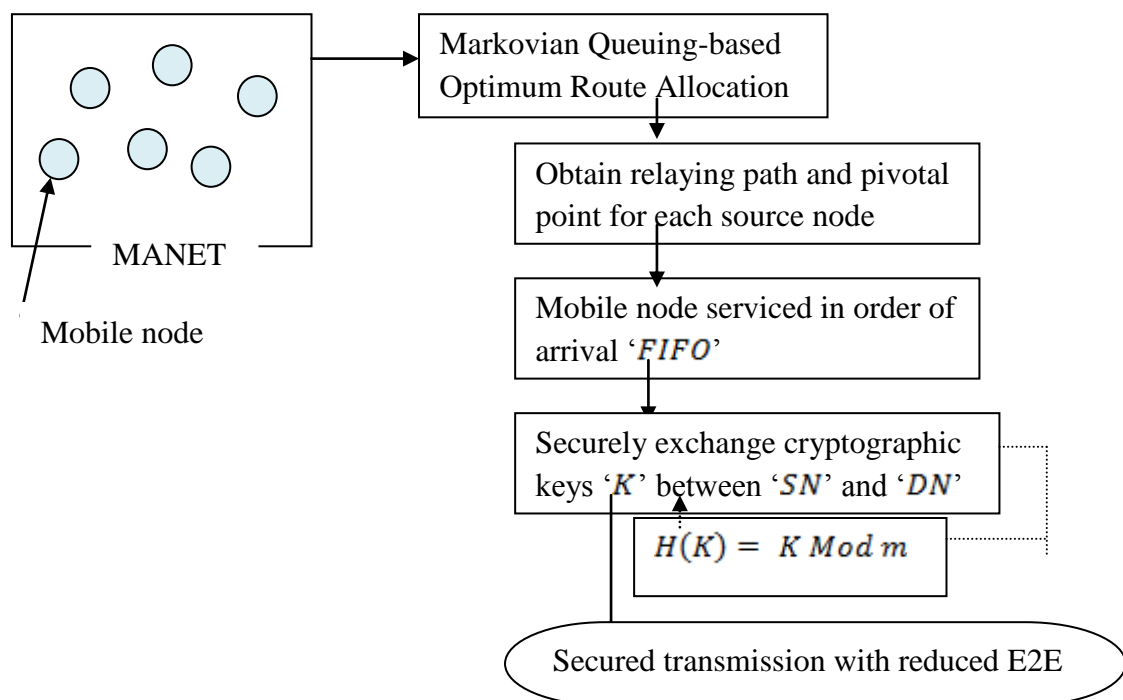 Markovian Queuing-based
Optimum Route Allocation
Obtain relaying path and pivotal
point for each source node
MANET
Mobile node
Mobile node serviced in order of
arrival ‘FIFO’
Securely exchange cryptographic
keys ‘K’ between ‘SN’ and ‘DN’
H(K) = K Mod m
Secured transmission with reduced E2E